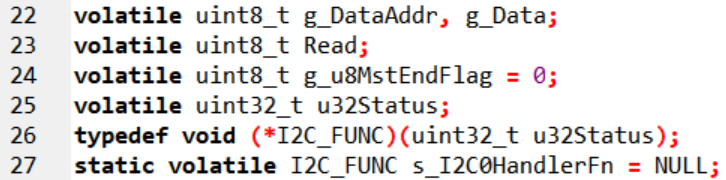 22 volatile uint8_t g_DataAddr, g_Data;
23 volatile uint8_t Read;
24 volatile uint8_t g_u8MstEndFlag = 0;
25 volatile uint32_t u32Status;
26 typedef void (*I2C_FUNC)(uint32_t u32Status);
27 static volatile I2C_FUNC s_I2C0HandlerFn = NULL;